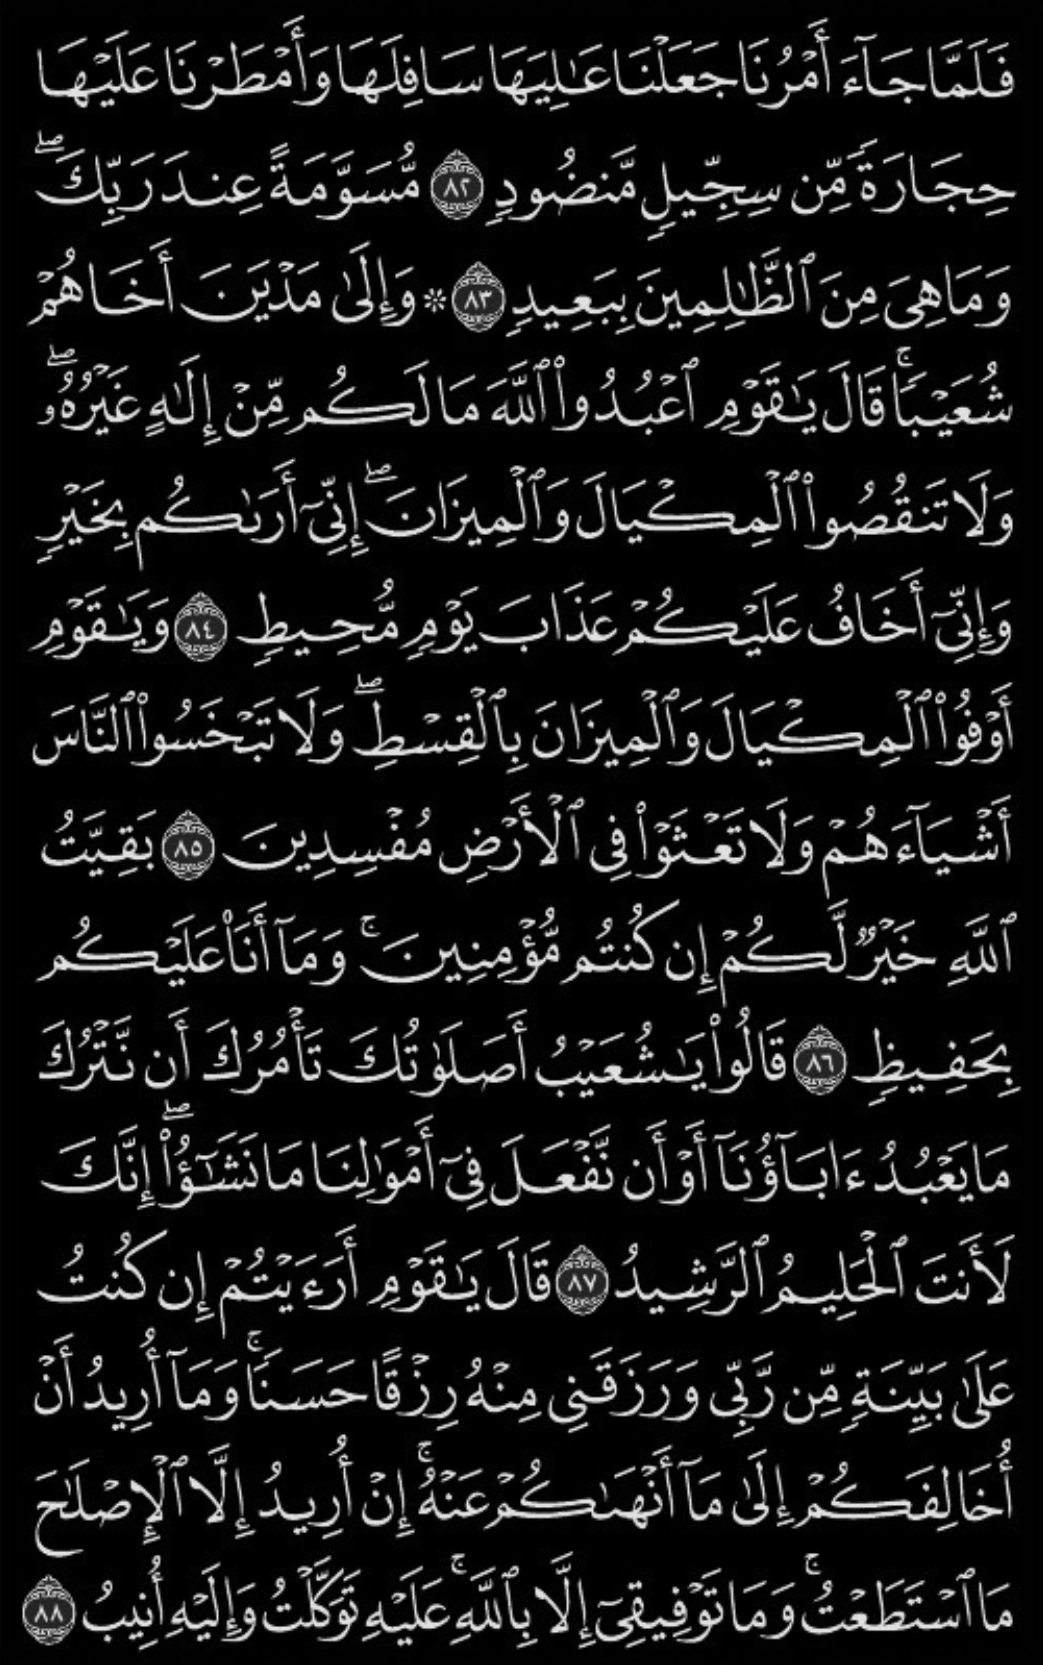 فَلَمَّا جَآءَ أَمْرُنَا جَعَلْنَا عَٰلِيَهَا سَافِلَهَا وَأَمْطَرْنَا عَلَيْهَا
حِجَارَةً مِّن سِجِّيلٍ مَّنضُودٍ ٨٢ مُّسَوَّمَةً عِندَ رَبِّكَۖ
وَمَا هِىَ مِنَ ٱلظَّٰلِمِينَ بِبَعِيدٍ ٨٣ ۞ وَإِلَىٰ مَدْيَنَ أَخَاهُمْ
شُعَيْبًاۚ قَالَ يَٰقَوْمِ ٱعْبُدُوا۟ ٱللَّهَ مَا لَكُم مِّنْ إِلَٰهٍ غَيْرُهُۥۖ
وَلَا تَنقُصُوا۟ ٱلْمِكْيَالَ وَٱلْمِيزَانَۖ إِنِّىٓ أَرَىٰكُم بِخَيْرٍ
وَإِنِّىٓ أَخَافُ عَلَيْكُمْ عَذَابَ يَوْمٍ مُّحِيطٍ ٨٤ وَيَٰقَوْمِ
أَوْفُوا۟ ٱلْمِكْيَالَ وَٱلْمِيزَانَ بِٱلْقِسْطِۖ وَلَا تَبْخَسُوا۟ ٱلنَّاسَ
أَشْيَآءَهُمْ وَلَا تَعْثَوْا۟ فِى ٱلْأَرْضِ مُفْسِدِينَ ٨٥ بَقِيَّتُ
ٱللَّهِ خَيْرٌ لَّكُمْ إِن كُنتُم مُّؤْمِنِينَۚ وَمَآ أَنَا۠ عَلَيْكُم
بِحَفِيظٍ ٨٦ قَالُوا۟ يَٰشُعَيْبُ أَصَلَوٰتُكَ تَأْمُرُكَ أَن نَّتْرُكَ
مَا يَعْبُدُ ءَابَآؤُنَآ أَوْ أَن نَّفْعَلَ فِىٓ أَمْوَٰلِنَا مَا نَشَٰٓؤُا۟ۖ إِنَّكَ
لَأَنتَ ٱلْحَلِيمُ ٱلرَّشِيدُ ٨٧ قَالَ يَٰقَوْمِ أَرَءَيْتُمْ إِن كُنتُ
عَلَىٰ بَيِّنَةٍ مِّن رَّبِّى وَرَزَقَنِى مِنْهُ رِزْقًا حَسَنًاۚ وَمَآ أُرِيدُ أَنْ
أُخَالِفَكُمْ إِلَىٰ مَآ أَنْهَىٰكُمْ عَنْهُۚ إِنْ أُرِيدُ إِلَّا ٱلْإِصْلَٰحَ
مَا ٱسْتَطَعْتُۚ وَمَا تَوْفِيقِىٓ إِلَّا بِٱللَّهِۚ عَلَيْهِ تَوَكَّلْتُ وَإِلَيْهِ أُنِيبُ ٨٨